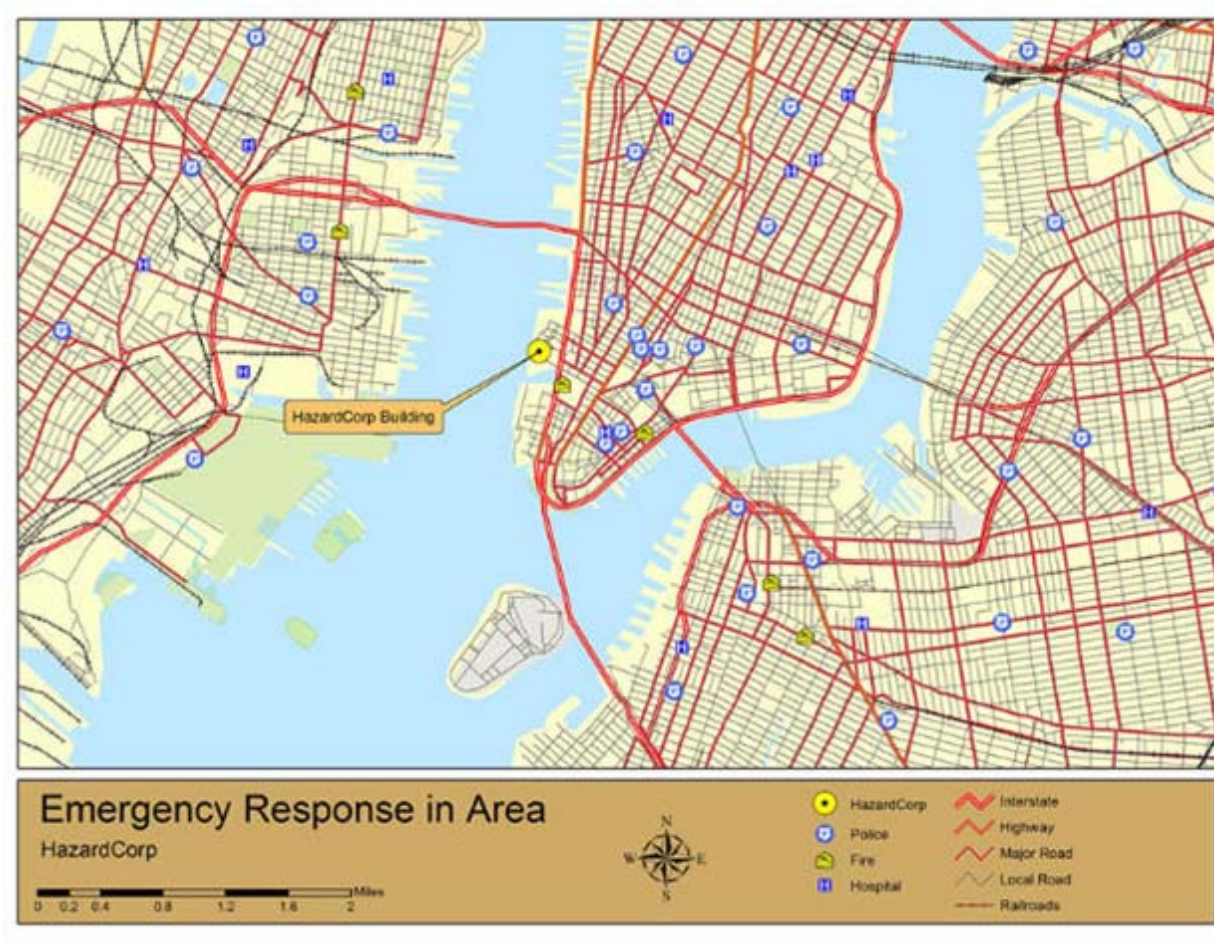 HazardCorp Building
Emergency Response in Area
HazardCorp
0 0.2 0.4 0.8 1.2 1.6 2
Miles
N
W E
S
HazardCorp
Police
Fire
Hospital
Interstate
Highway
Major Road
Local Road
Railroads
H
H
H
H
H
H
H
H
H
H
H
H
H
H